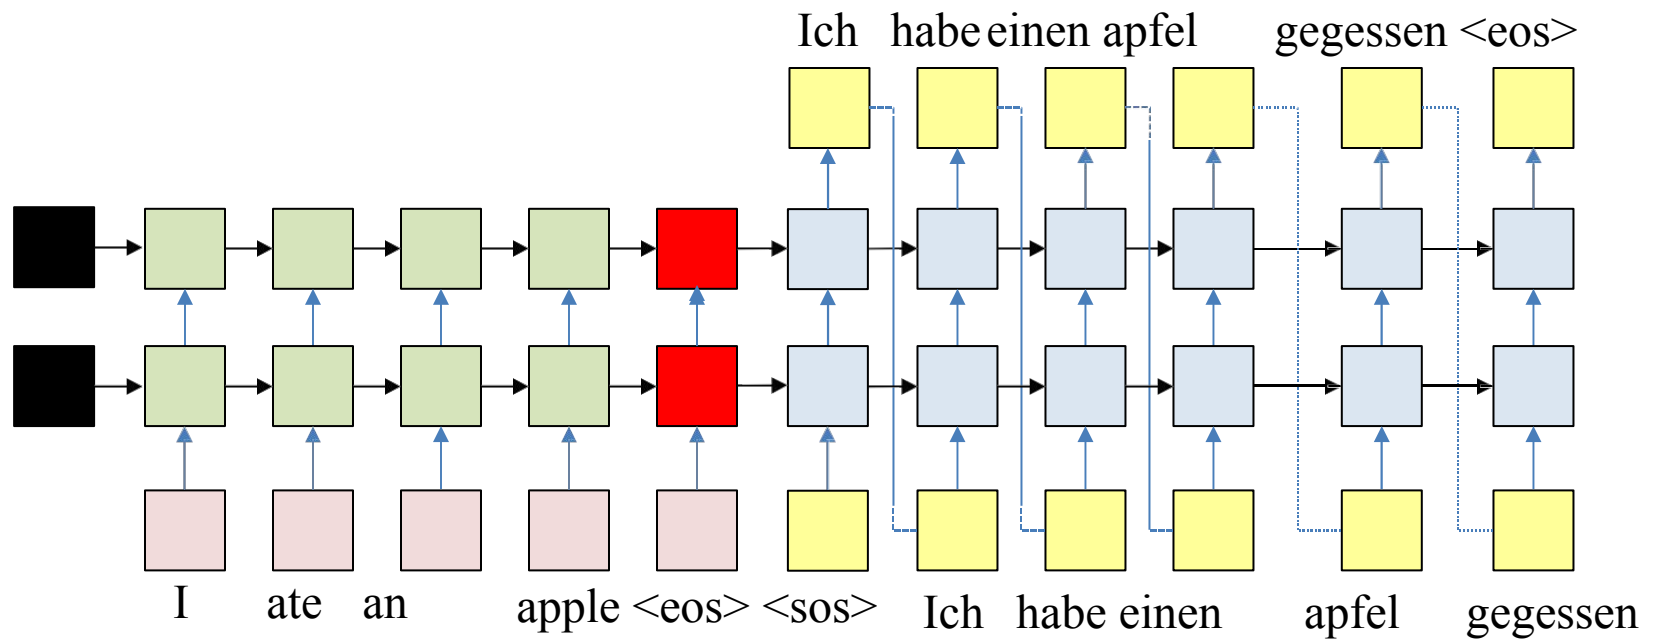 Ich habe einen apfel gegessen <eos>
I ate an apple <eos> <sos> Ich habe einen apfel gegessen